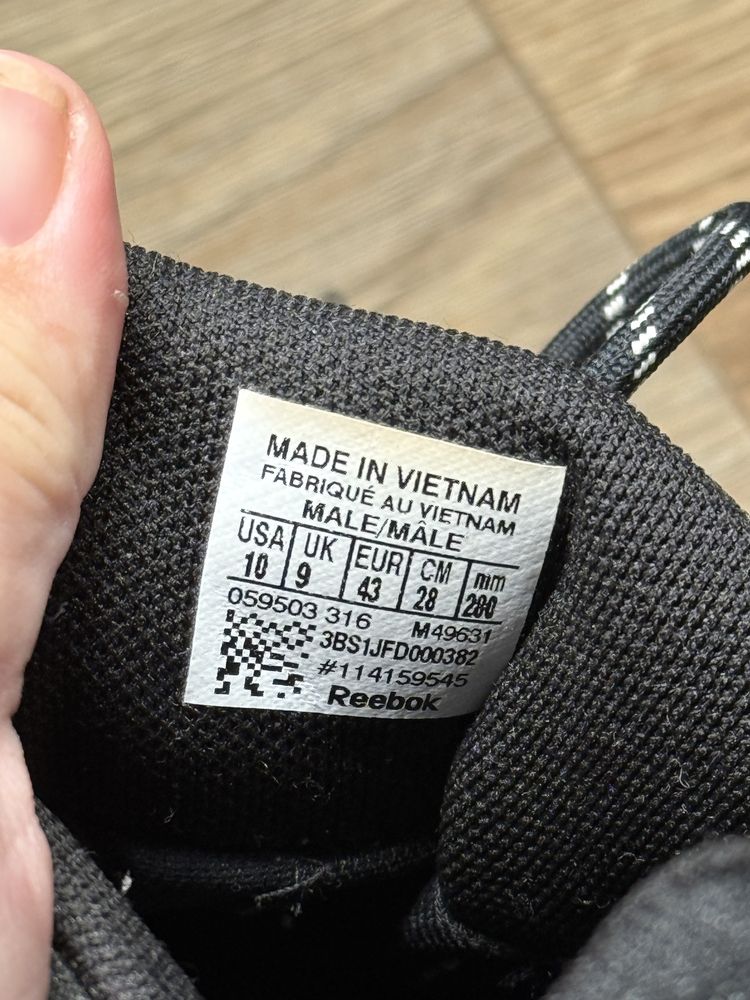 MADE IN VIETNAM
FABRIQUÉ AU VIETNAM
MALE/MÂLE
USA UK EUR CM mm
10 9 43 28 280
059503 316 M49631
3BS1JFD000382
#114159545
Reebok